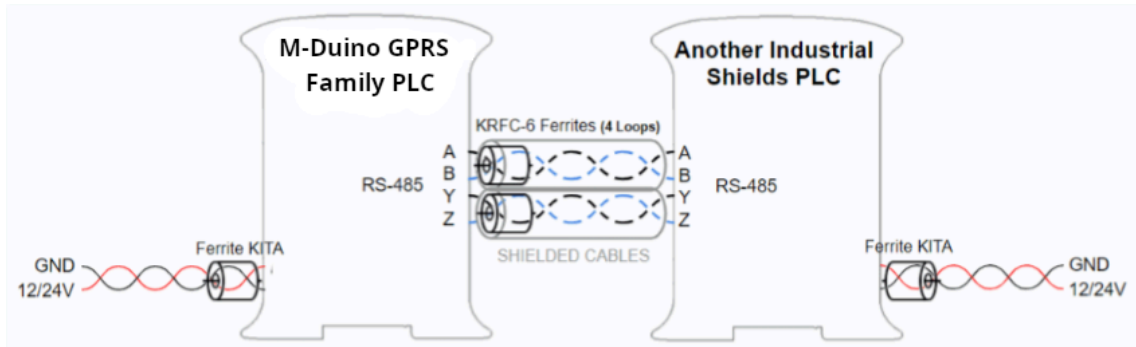 M-Duino GPRS
Family PLC
Another Industrial
Shields PLC
KRFC-6 Ferrites (4 Loops)
A
B
Y
Z
RS-485
A
B
Y
Z
RS-485
SHIELDED CABLES
Ferrite KITA
GND
12/24V
Ferrite KITA
GND
12/24V